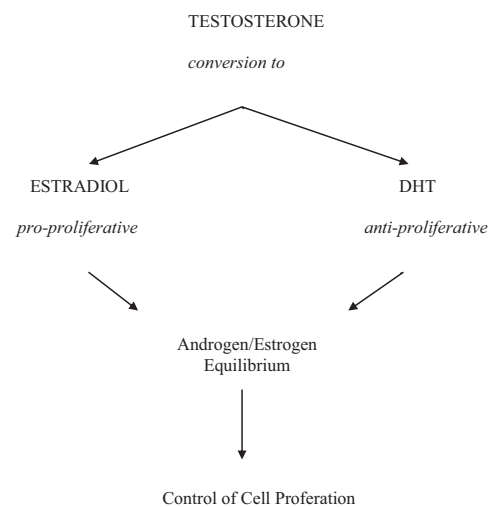 TESTOSTERONE
conversion to
ESTRADIOL
DHT
pro-proliferative
anti-proliferative
Androgen/Estrogen
Equilibrium
Control of Cell Proferation